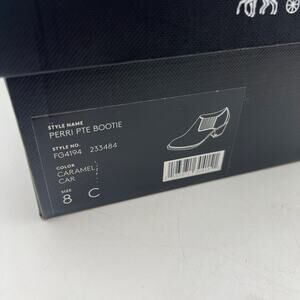 STYLE NAME
PERRI PTE BOOTIE
STYLE NO.
FG4194 233484
COLOR
CARAMEL
CAR
SIZE
8 C